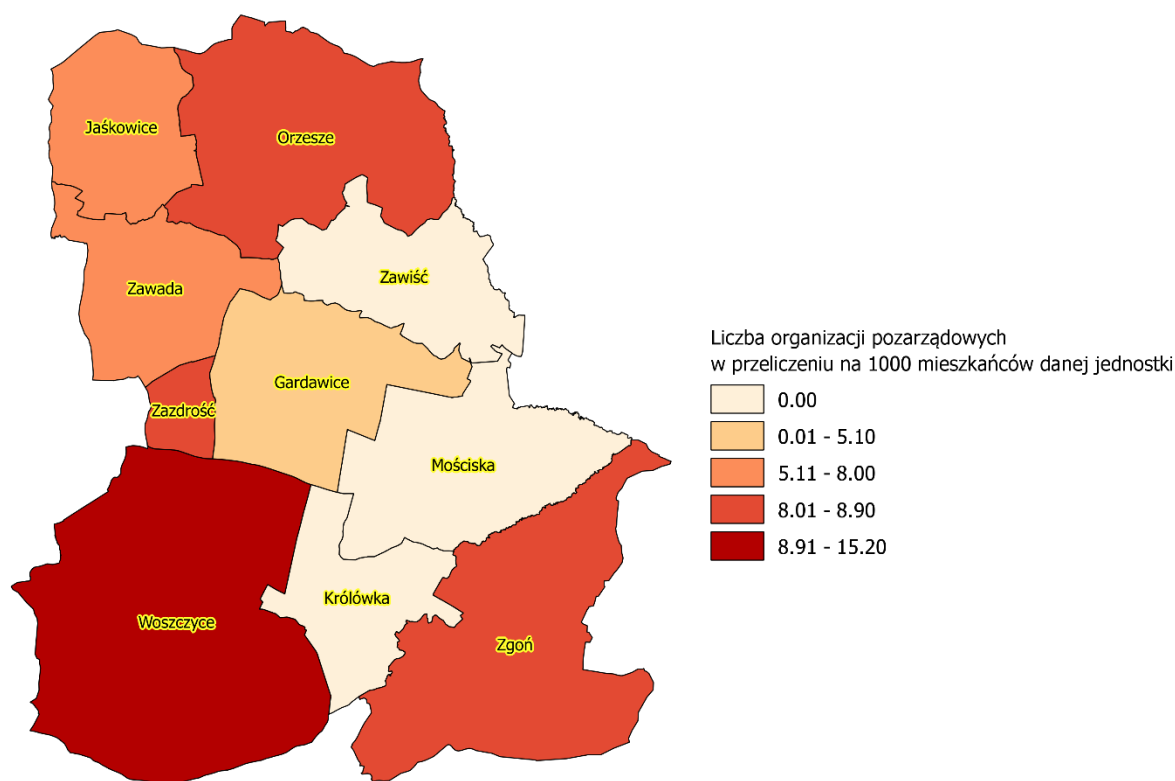 Jaśkowice
Orzesze
Zawiść
Zawada
Gardawice
Zazdrość
Mościska
Królówka
Woszczyce
Zgoń
Liczba organizacji pozarządowych
w przeliczeniu na 1000 mieszkańców danej jednostki
0.00
0.01 - 5.10
5.11 - 8.00
8.01 - 8.90
8.91 - 15.20